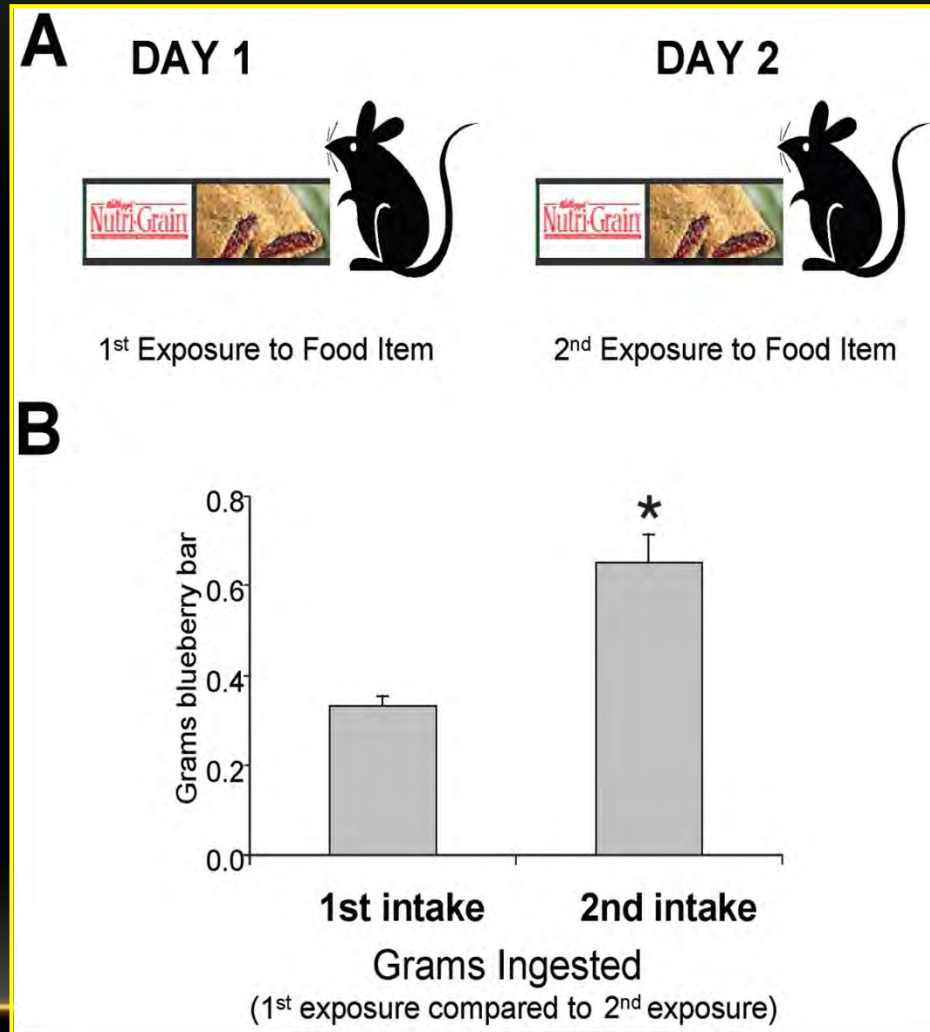 A
DAY 1
DAY 2
Kellogg's
Nutri-Grain
Kellogg's
Nutri-Grain
1st Exposure to Food Item
2nd Exposure to Food Item
B
0.8
0.6
0.4
0.2
0.0
Grams blueberry bar
*
1st intake
2nd intake
Grams Ingested
(1st exposure compared to 2nd exposure)